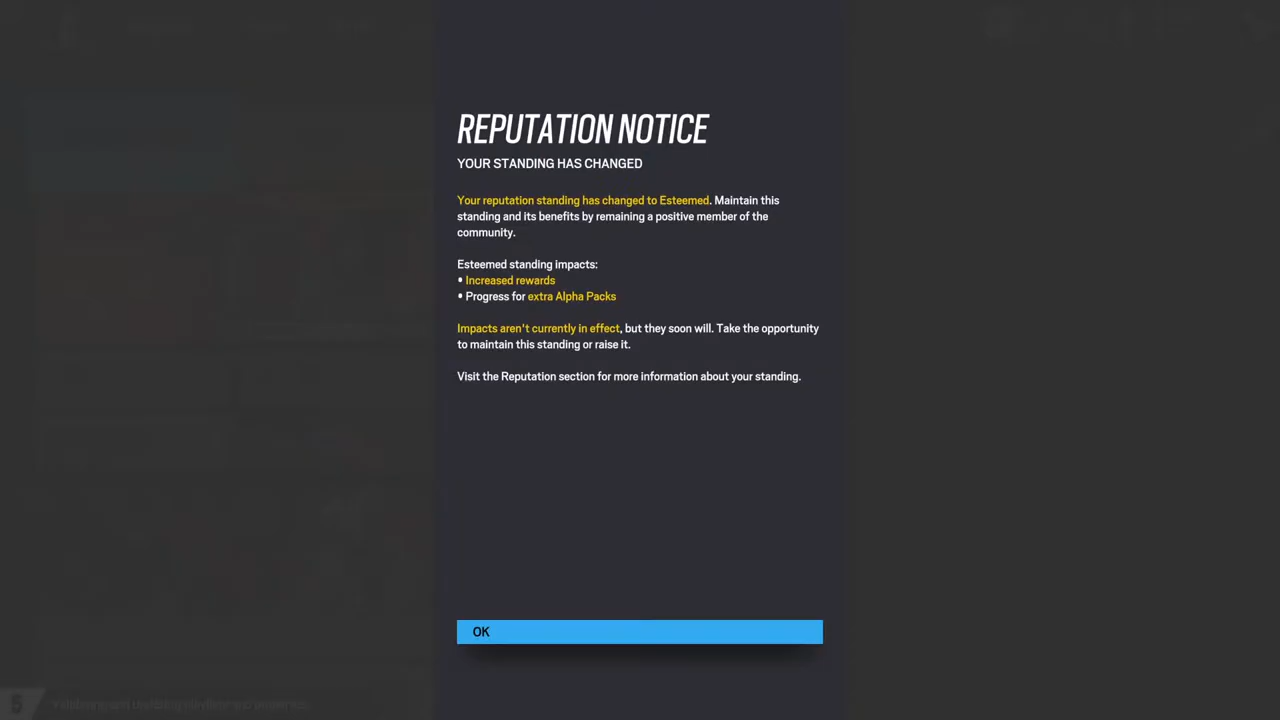 REPUTATION NOTICE
YOUR STANDING HAS CHANGED
Your reputation standing has changed to Esteemed. Maintain this
standing and its benefits by remaining a positive member of the
community.
Esteemed standing impacts:
• Increased rewards
• Progress for extra Alpha Packs
Impacts aren't currently in effect, but they soon will. Take the opportunity
to maintain this standing or raise it.
Visit the Reputation section for more information about your standing.
OK